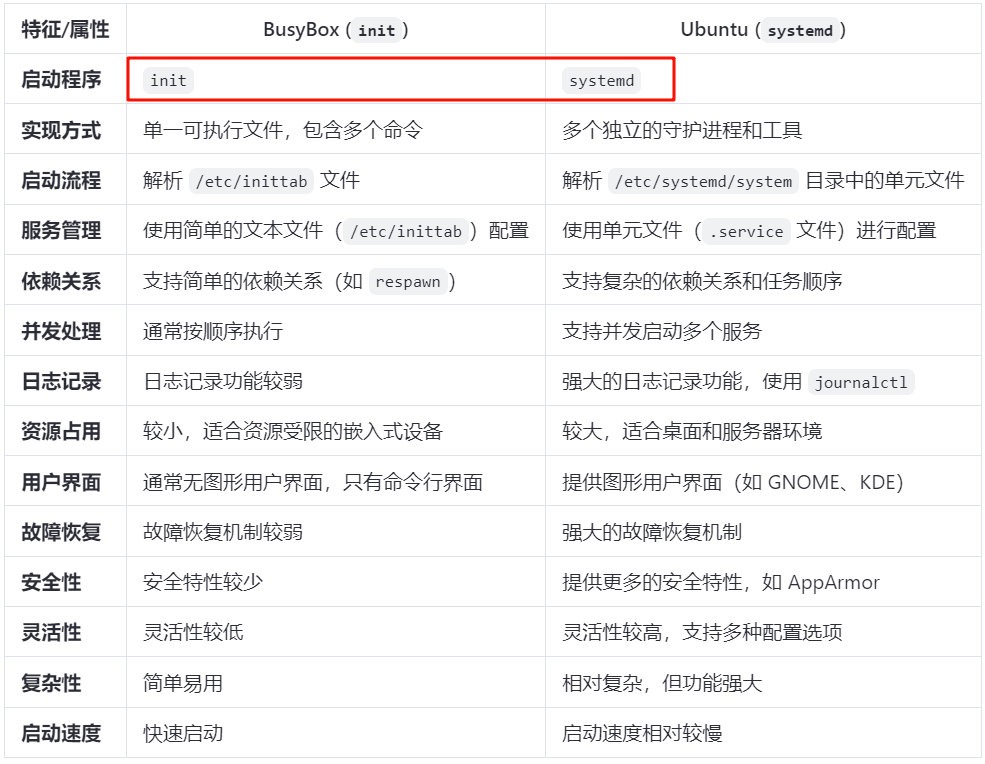 特征/属性 BusyBox (init) Ubuntu (systemd)
启动程序 init systemd
实现方式 单一可执行文件，包含多个命令 多个独立的守护进程和工具
启动流程 解析 /etc/inittab 文件 解析 /etc/systemd/system 目录中的单元文件
服务管理 使用简单的文本文件（/etc/inittab）配置 使用单元文件（.service 文件）进行配置
依赖关系 支持简单的依赖关系（如 respawn） 支持复杂的依赖关系和任务顺序
并发处理 通常按顺序执行 支持并发启动多个服务
日志记录 日志记录功能较弱 强大的日志记录功能，使用 journalctl
资源占用 较小，适合资源受限的嵌入式设备 较大，适合桌面和服务器环境
用户界面 通常无图形用户界面，只有命令行界面 提供图形用户界面（如 GNOME、KDE）
故障恢复 故障恢复机制较弱 强大的故障恢复机制
安全性 安全特性较少 提供更多的安全特性，如 AppArmor
灵活性 灵活性较低 灵活性较高，支持多种配置选项
复杂性 简单易用 相对复杂，但功能强大
启动速度 快速启动 启动速度相对较慢